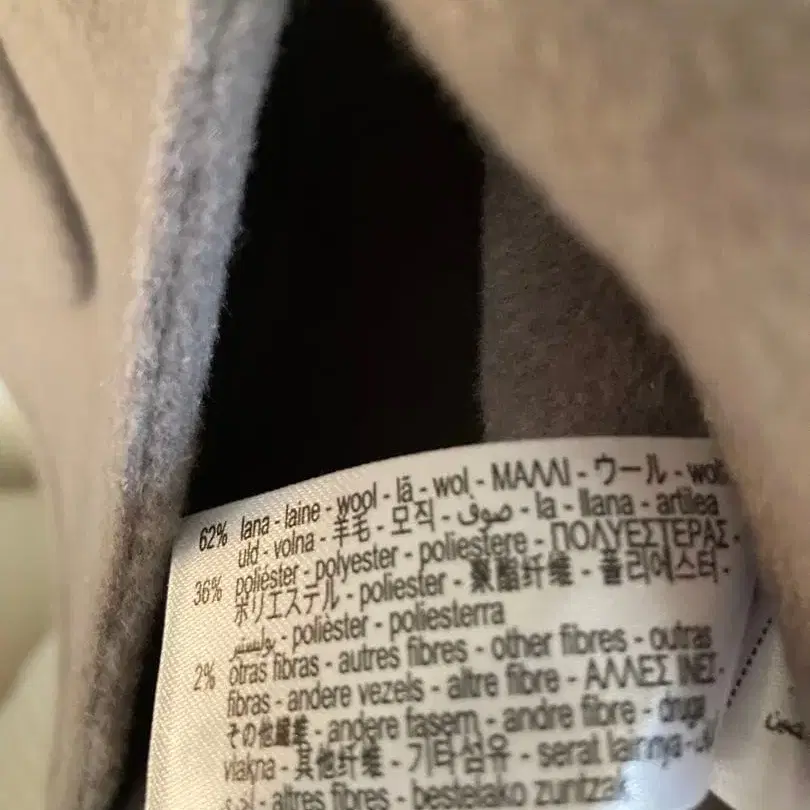 62% lana - laine - wool - lã - wol - ΜΑΛΛΙ - ウール -
uld - volna - 羊毛 - 모직 - صوف - la - llana - artilea
36% poliéster - polyester - poliestere - ΠΟΛΥΕΣΤΕΡΑΣ -
ポリエステル - poliester - 聚酯纤维 - 폴리에스터 -
بوليستير - polièster - poliesterra
2% otras fibras - autres fibres - other fibres - outras
fibras - andere vezels - altre fibre - ΑΛΛΕΣ ΙΝΕΣ -
その他繊維 - andere fasern - andre fibre - druga
vlakna - 其他纤维 - 기타섬유 - serat lainnya -
- altres fibres - bestelako zuntzak